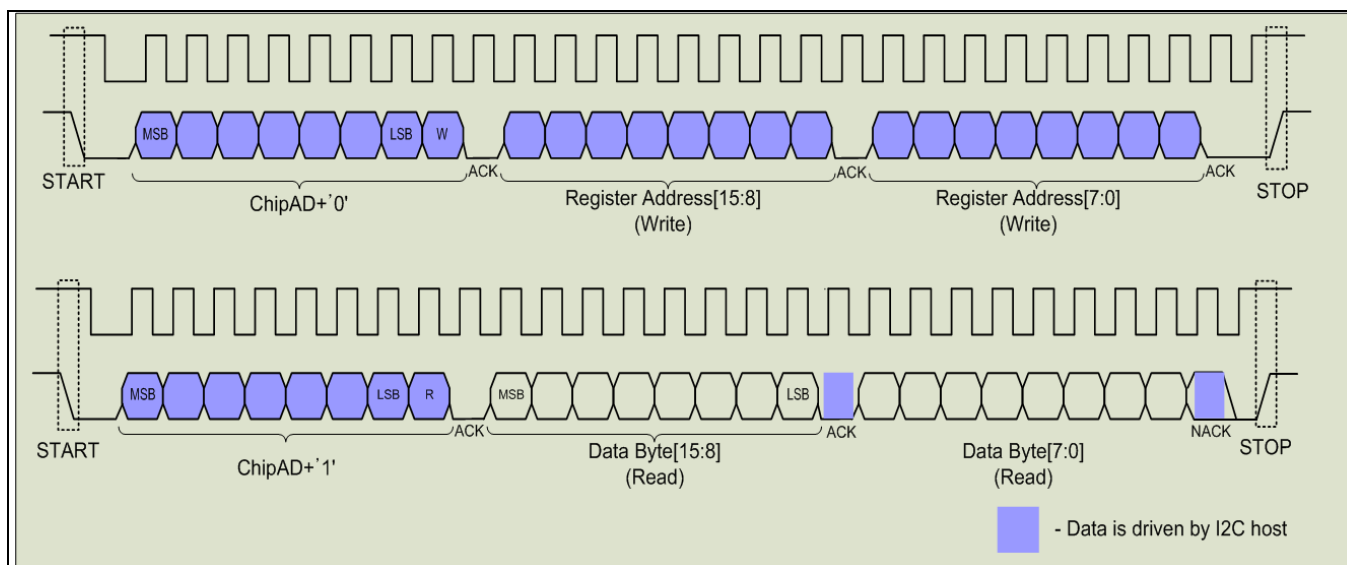 MSB LSB W
START ACK ACK ACK STOP
ChipAD+'0' Register Address[15:8] Register Address[7:0]
(Write) (Write)
MSB LSB R MSB LSB
START ACK ACK NACK STOP
ChipAD+'1' Data Byte[15:8] Data Byte[7:0]
(Read) (Read)
- Data is driven by I2C host